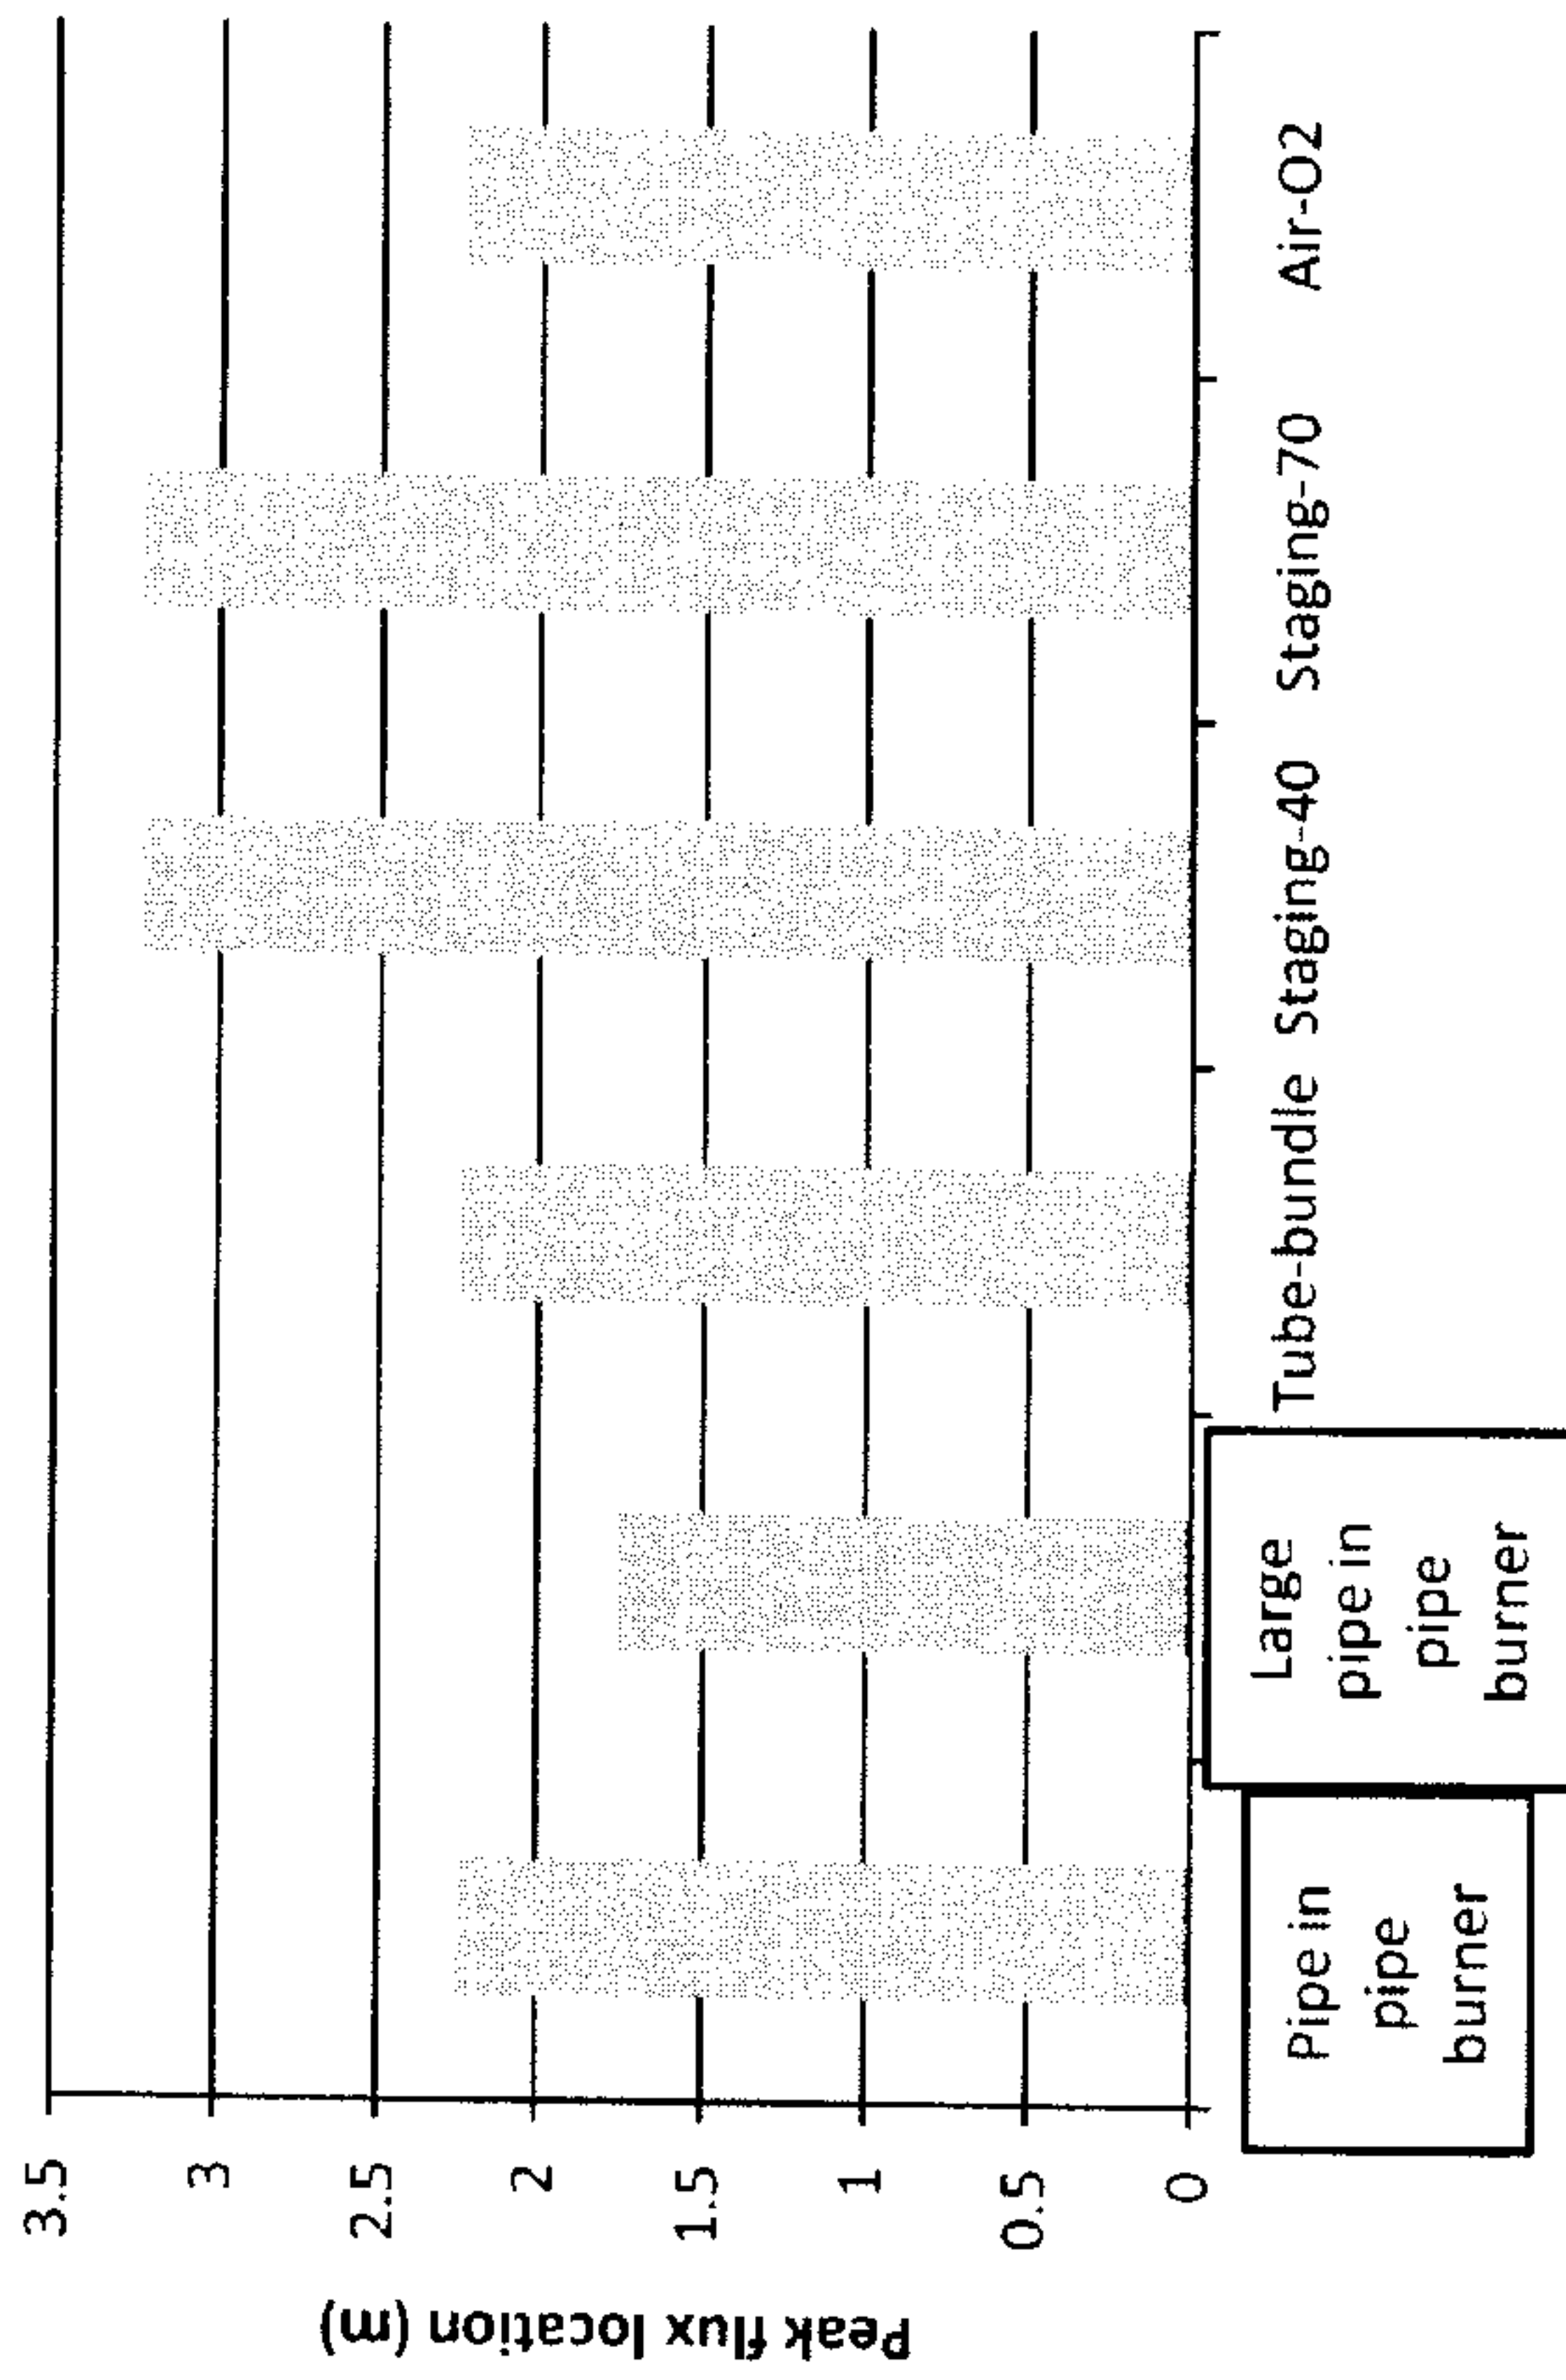 Peak flux location (m)
3.5
3
2.5
2
1.5
1
0.5
0
Pipe in
pipe
burner
Large
pipe in
pipe
burner
Tube-bundle
Staging-40
Staging-70
Air-O2